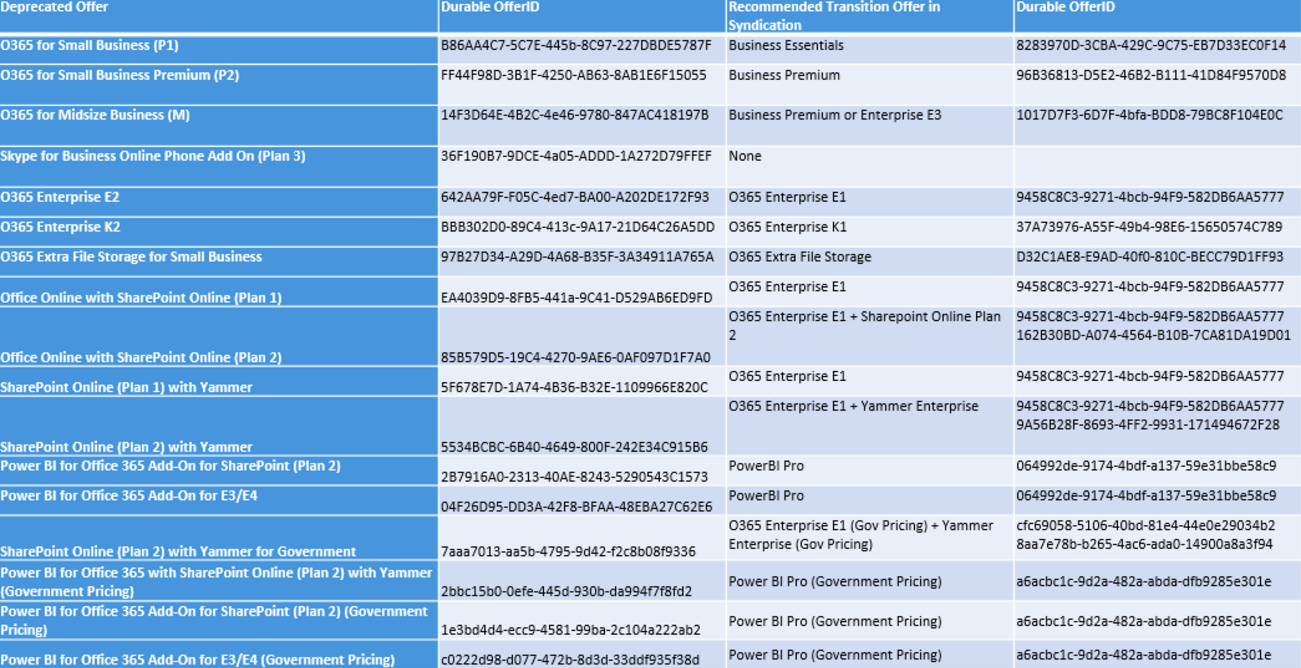 Deprecated Offer
Durable OfferID
Recommended Transition Offer in
Syndication
Durable OfferID
O365 for Small Business (P1)
B86AA4C7-5C7E-445b-8C97-227DBDE5787F
Business Essentials
8283970D-3CBA-429C-9C75-EB7D33EC0F14
O365 for Small Business Premium (P2)
FF44F98D-3B1F-4250-AB63-8AB1E6F15055
Business Premium
96B36813-D5E2-46B2-B111-41D84F9570D8
O365 for Midsize Business (M)
14F3D64E-4B2C-4e46-9780-847AC418197B
Business Premium or Enterprise E3
1017D7F3-6D7F-4bfa-BDD8-79BC8F104E0C
Skype for Business Online Phone Add On (Plan 3)
36F190B7-9DCE-4a05-ADDD-1A272D79FFEF
None
O365 Enterprise E2
642AA79F-F05C-4ed7-BA00-A202DE172F93
O365 Enterprise E1
9458C8C3-9271-4bcb-94F9-582DB6AA5777
O365 Enterprise K2
BBB302D0-89C4-413c-9A17-21D64C26A5DD
O365 Enterprise K1
37A73976-A55F-49b4-98E6-15650574C789
O365 Extra File Storage for Small Business
97B27D34-A29D-4A68-B35F-3A34911A765A
O365 Extra File Storage
D32C1AE8-E9AD-40f0-810C-BECC79D1FF93
Office Online with SharePoint Online (Plan 1)
EA4039D9-8FB5-441a-9C41-D529AB6ED9FD
O365 Enterprise E1
9458C8C3-9271-4bcb-94F9-582DB6AA5777
Office Online with SharePoint Online (Plan 2)
85B579D5-19C4-4270-9AE6-0AF097D1F7A0
O365 Enterprise E1 + Sharepoint Online Plan
2
9458C8C3-9271-4bcb-94F9-582DB6AA5777
162B30BD-A074-4564-B10B-7CA81DA19D01
SharePoint Online (Plan 1) with Yammer
5F678E7D-1A74-4B36-B32E-1109966E820C
O365 Enterprise E1
9458C8C3-9271-4bcb-94F9-582DB6AA5777
SharePoint Online (Plan 2) with Yammer
5534BCBC-6B40-4649-800F-242E34C915B6
O365 Enterprise E1 + Yammer Enterprise
9458C8C3-9271-4bcb-94F9-582DB6AA5777
9A56B28F-8693-4FF2-9931-171494672F28
Power BI for Office 365 Add-On for SharePoint (Plan 2)
2B7916A0-2313-40AE-8243-5290543C1573
PowerBI Pro
064992de-9174-4bdf-a137-59e31bbe58c9
Power BI for Office 365 Add-On for E3/E4
04F26D95-DD3A-42F8-BFAA-48EBA27C62E6
PowerBI Pro
064992de-9174-4bdf-a137-59e31bbe58c9
SharePoint Online (Plan 2) with Yammer for Government
7aaa7013-aa5b-4795-9d42-f2c8b08f9336
O365 Enterprise E1 (Gov Pricing) + Yammer
Enterprise (Gov Pricing)
cfc69058-5106-40bd-81e4-44e0e29034b2
8aa7e78b-b265-4ac6-ada0-14900a8a3f94
Power BI for Office 365 with SharePoint Online (Plan 2) with Yammer
(Government Pricing)
2bbc15b0-0efe-445d-930b-da994f7f8fd2
Power BI Pro (Government Pricing)
a6acbc1c-9d2a-482a-abda-dfb9285e301e
Power BI for Office 365 Add-On for SharePoint (Plan 2) (Government
Pricing)
1e3bd4d4-ecc9-4581-99ba-2c104a222ab2
Power BI Pro (Government Pricing)
a6acbc1c-9d2a-482a-abda-dfb9285e301e
Power BI for Office 365 Add-On for E3/E4 (Government Pricing)
c0222d98-d077-472b-8d3d-33ddf935f38d
Power BI Pro (Government Pricing)
a6acbc1c-9d2a-482a-abda-dfb9285e301e